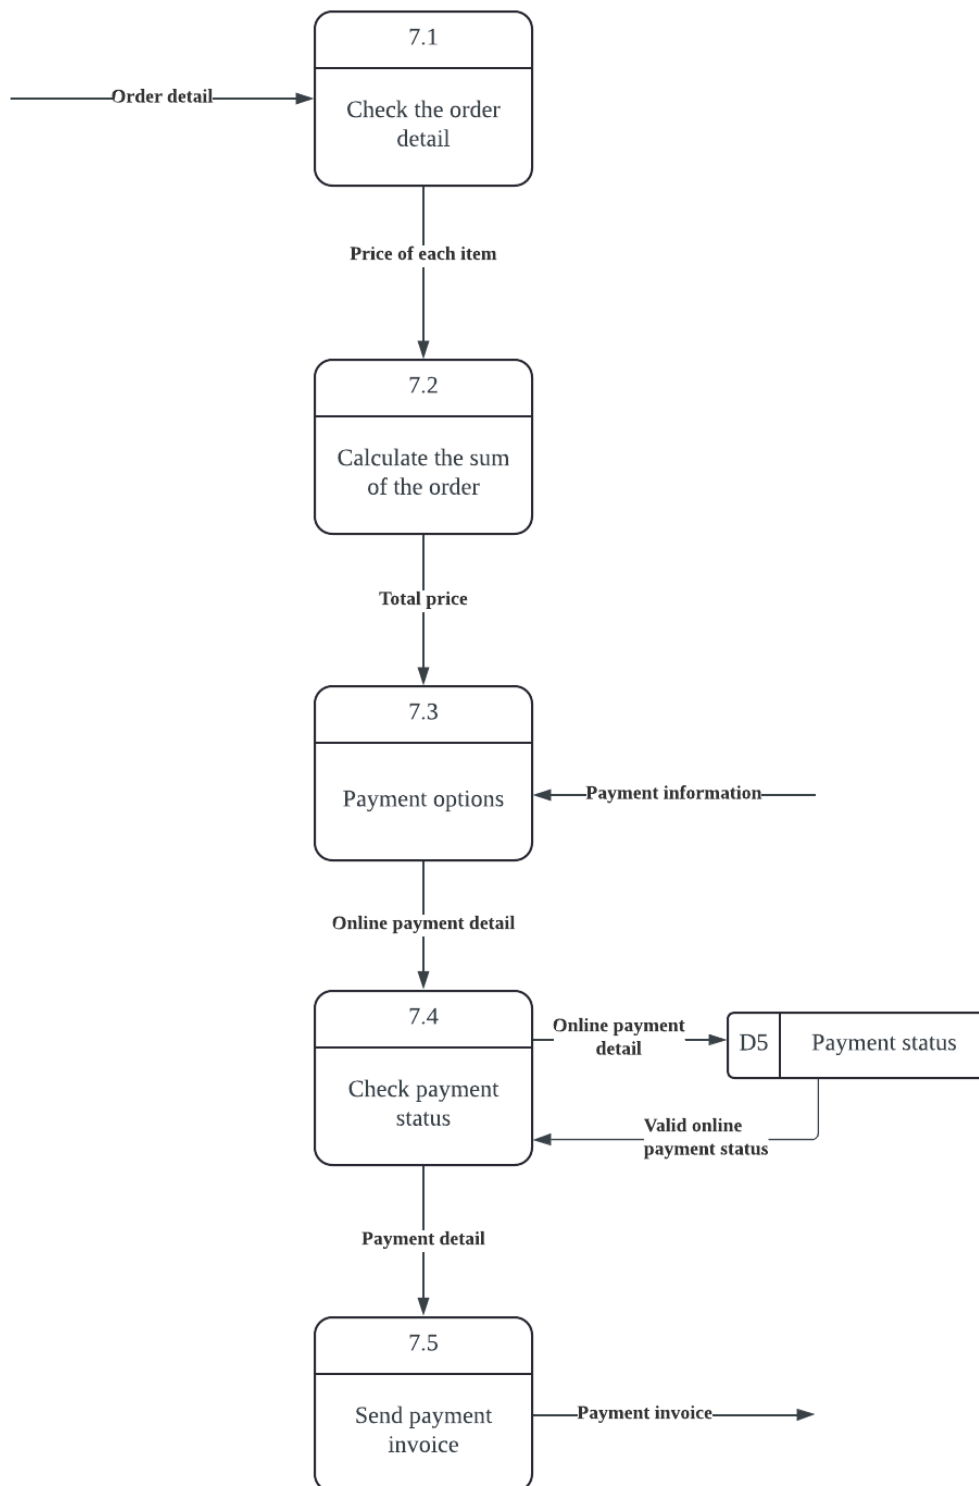 7.1
Order detail
Check the order
detail
Price of each item
7.2
Calculate the sum
of the order
Total price
7.3
Payment options
Payment information
Online payment detail
7.4
Online payment
detail
D5
Payment status
Check payment
status
Valid online
payment status
Payment detail
7.5
Send payment
invoice
Payment invoice